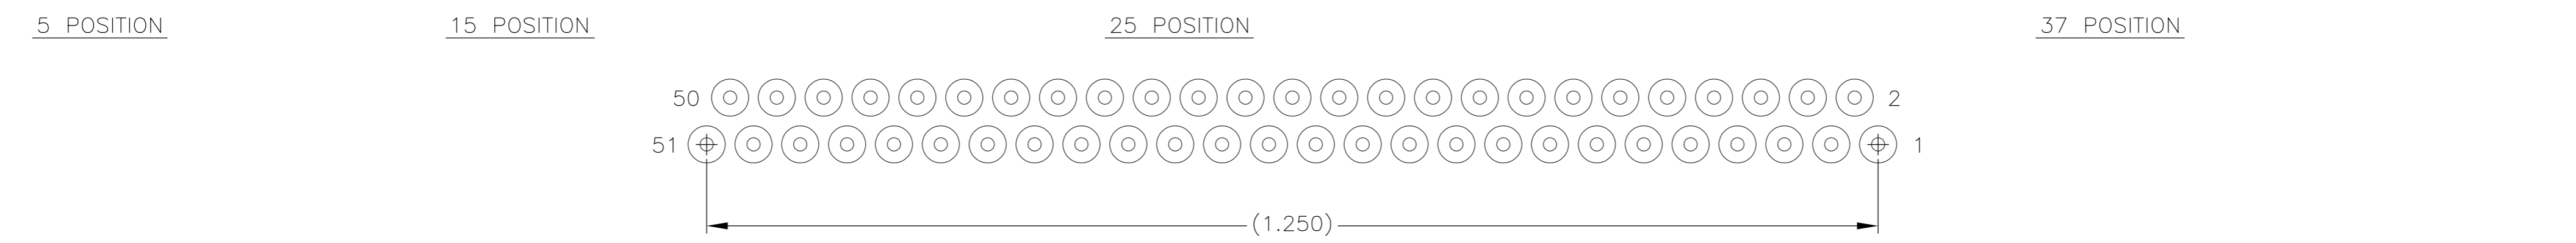 5 POSITION 15 POSITION 25 POSITION 37 POSITION
50 2
51 1
(1.250)